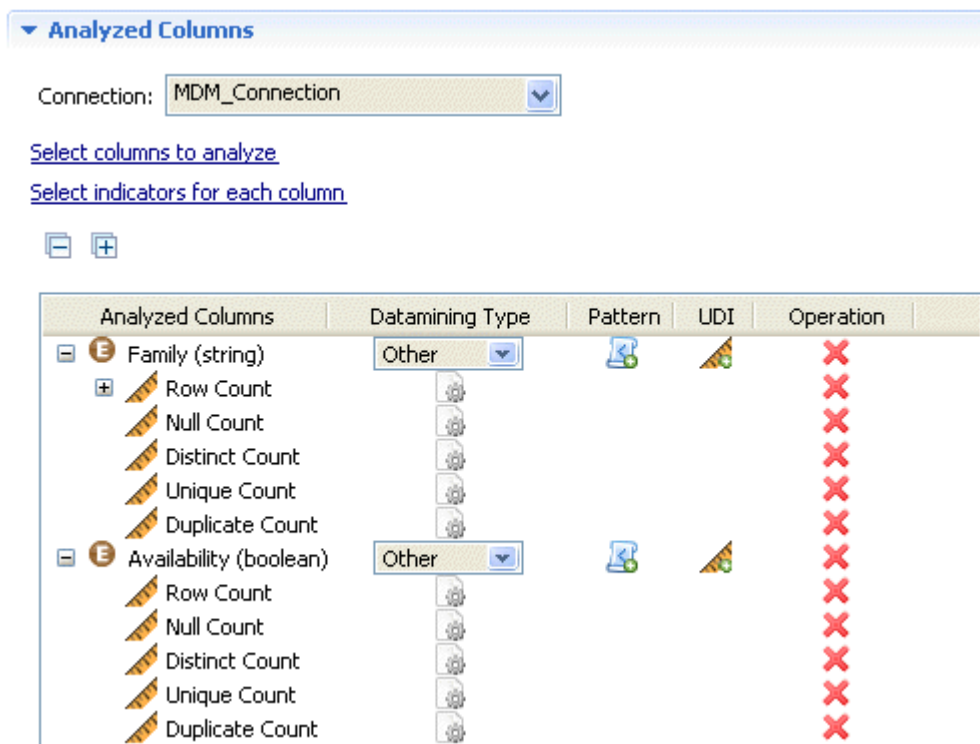 Analyzed Columns
Connection: MDM_Connection
Select columns to analyze
Select indicators for each column
Analyzed Columns Datamining Type Pattern UDI Operation
E Family (string) Other
Row Count
Null Count
Distinct Count
Unique Count
Duplicate Count
E Availability (boolean) Other
Row Count
Null Count
Distinct Count
Unique Count
Duplicate Count